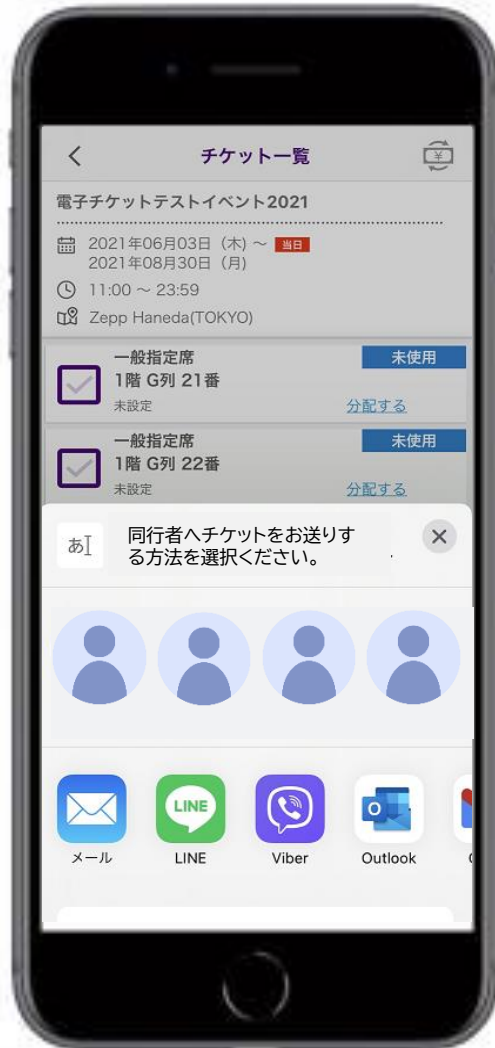 チケット一覧
¥
電子チケットテストイベント2021
2021年06月03日（木）～ 当日
2021年08月30日（月）
11:00 ～ 23:59
Zepp Haneda(TOKYO)
一般指定席 未使用
1階 G列 21番
未設定 分配する
一般指定席 未使用
1階 G列 22番
未設定 分配する
あ 同行者へチケットをお送りす
る方法を選択ください。
LINE
メール LINE Viber Outlook